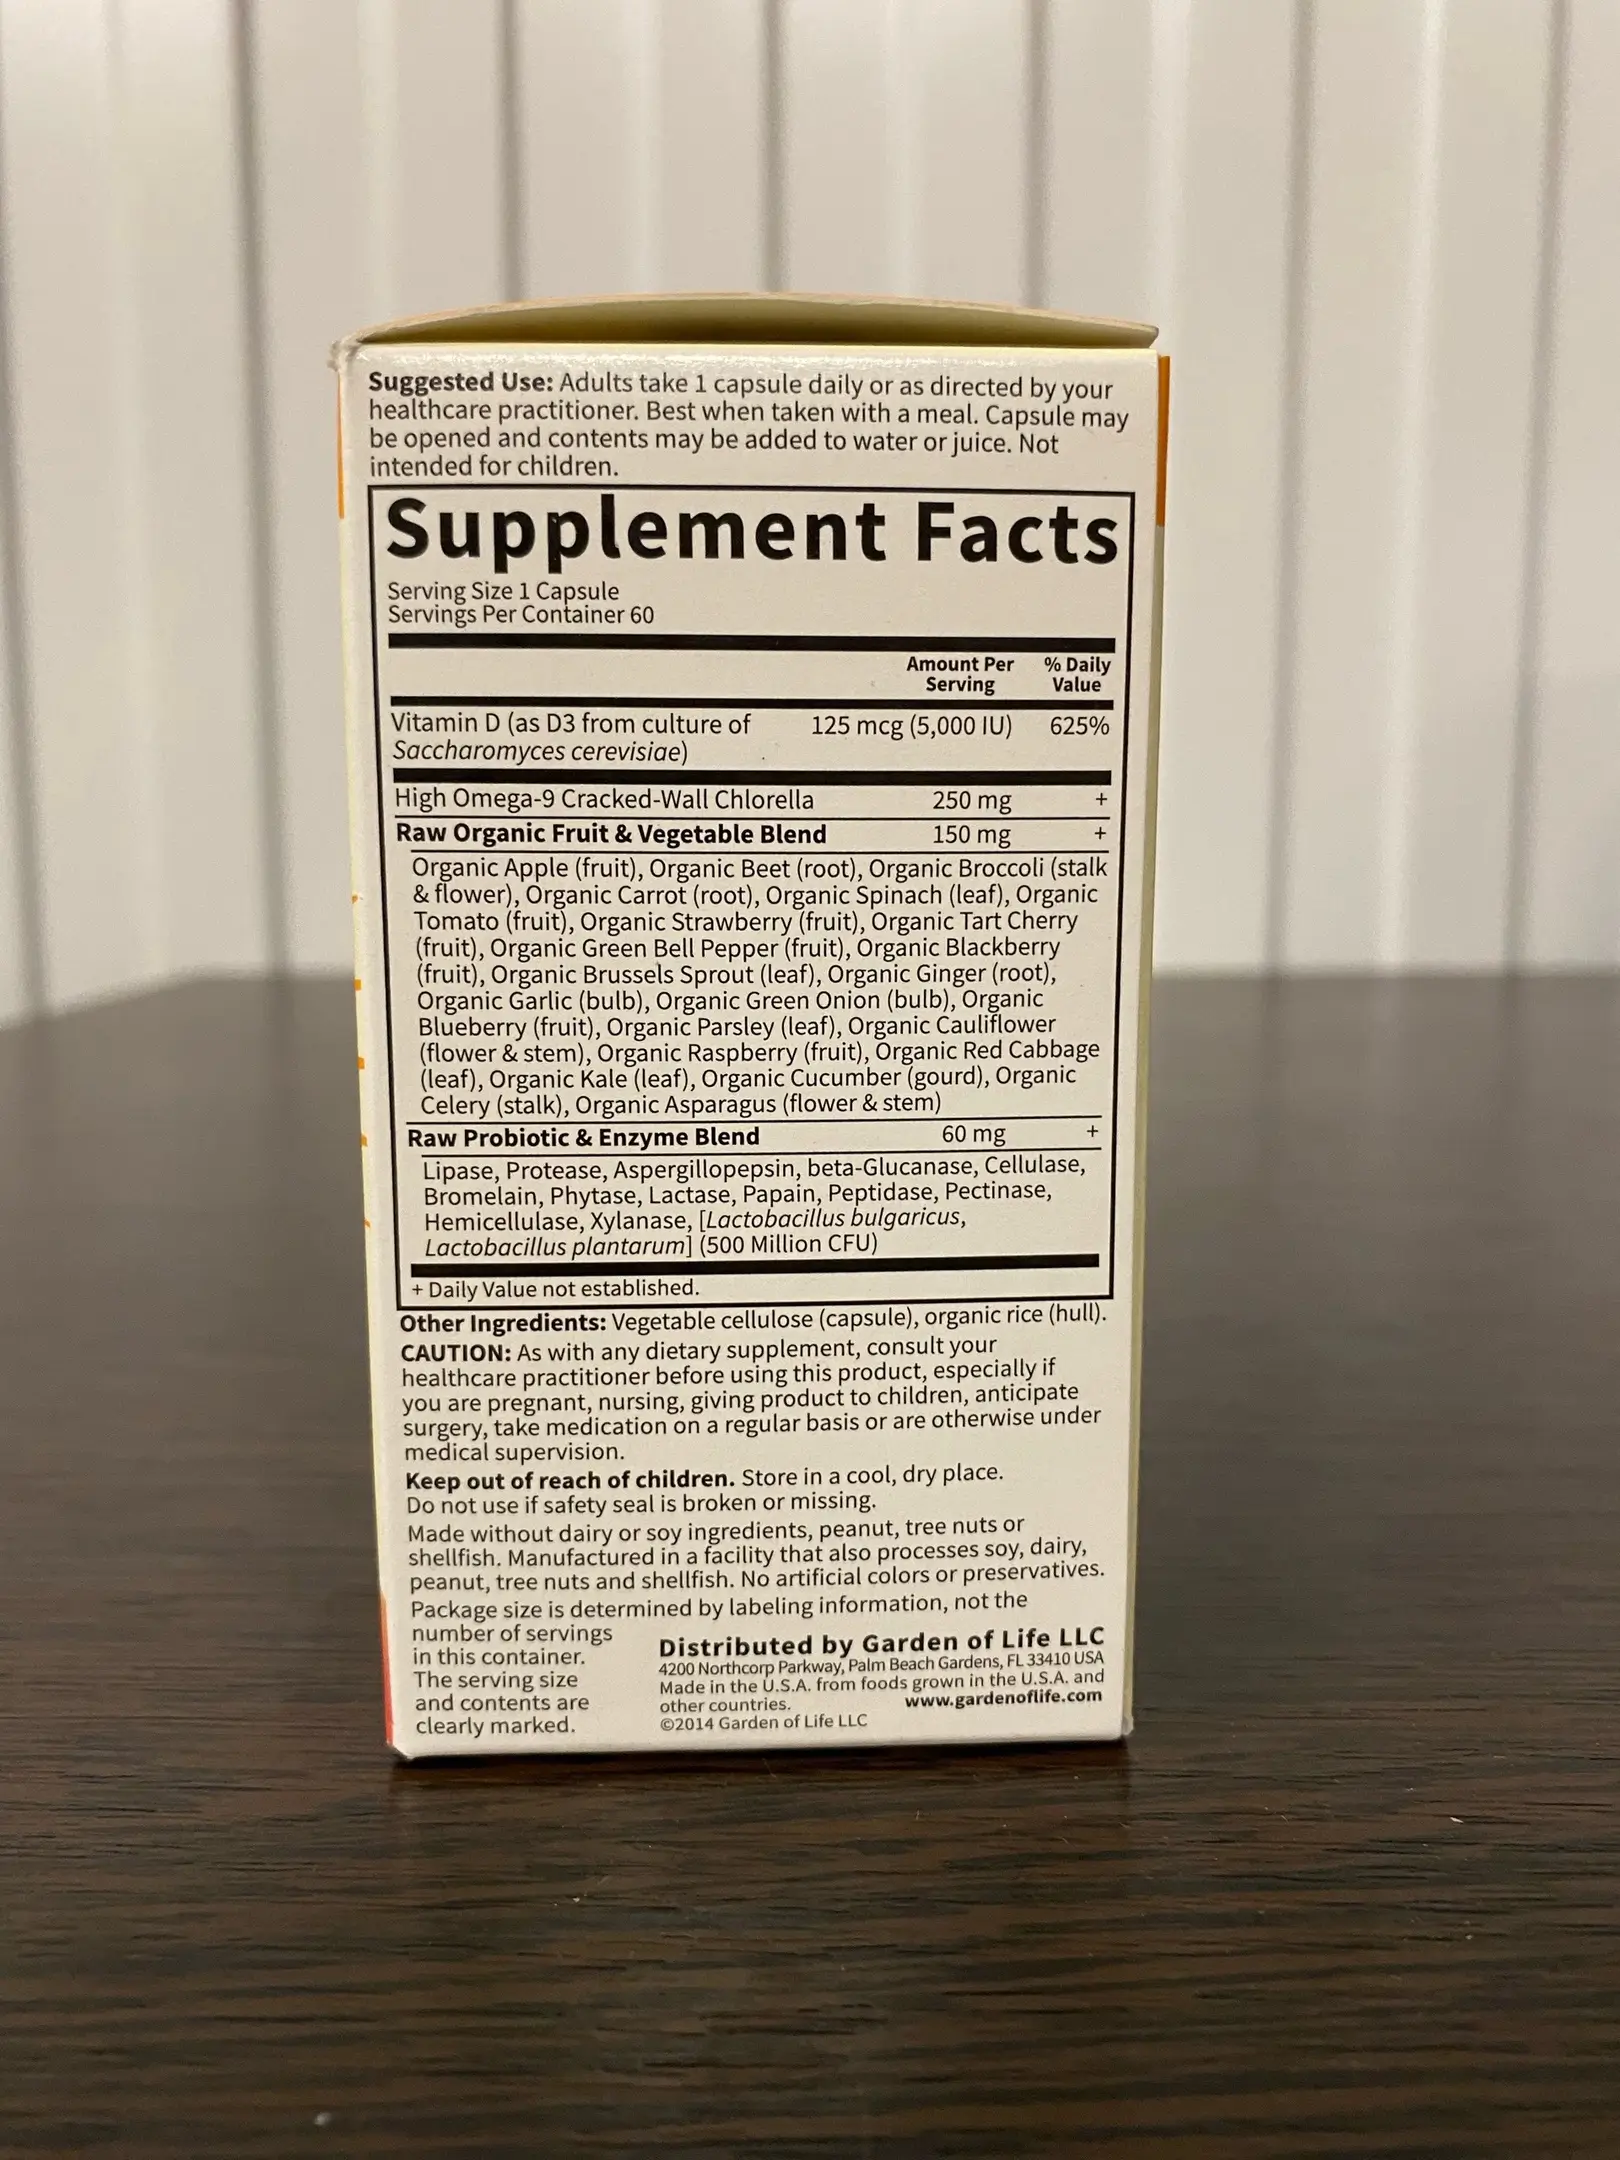 Suggested Use: Adults take 1 capsule daily or as directed by your
healthcare practitioner. Best when taken with a meal. Capsule may
be opened and contents may be added to water or juice. Not
intended for children.
Supplement Facts
Serving Size 1 Capsule
Servings Per Container 60
Amount Per Serving % Daily Value
Vitamin D (as D3 from culture of 125 mcg (5,000 IU) 625%
Saccharomyces cerevisiae)
High Omega-9 Cracked-Wall Chlorella 250 mg +
Raw Organic Fruit & Vegetable Blend 150 mg +
Organic Apple (fruit), Organic Beet (root), Organic Broccoli (stalk
& flower), Organic Carrot (root), Organic Spinach (leaf), Organic
Tomato (fruit), Organic Strawberry (fruit), Organic Tart Cherry
(fruit), Organic Green Bell Pepper (fruit), Organic Blackberry
(fruit), Organic Brussels Sprout (leaf), Organic Ginger (root),
Organic Garlic (bulb), Organic Green Onion (bulb), Organic
Blueberry (fruit), Organic Parsley (leaf), Organic Cauliflower
(flower & stem), Organic Raspberry (fruit), Organic Red Cabbage
(leaf), Organic Kale (leaf), Organic Cucumber (gourd), Organic
Celery (stalk), Organic Asparagus (flower & stem)
Raw Probiotic & Enzyme Blend 60 mg +
Lipase, Protease, Aspergillopepsin, beta-Glucanase, Cellulase,
Bromelain, Phytase, Lactase, Papain, Peptidase, Pectinase,
Hemicellulase, Xylanase, [Lactobacillus bulgaricus,
Lactobacillus plantarum] (500 Million CFU)
+ Daily Value not established.
Other Ingredients: Vegetable cellulose (capsule), organic rice (hull).
CAUTION: As with any dietary supplement, consult your
healthcare practitioner before using this product, especially if
you are pregnant, nursing, giving product to children, anticipate
surgery, take medication on a regular basis or are otherwise under
medical supervision.
Keep out of reach of children. Store in a cool, dry place.
Do not use if safety seal is broken or missing.
Made without dairy or soy ingredients, peanut, tree nuts or
shellfish. Manufactured in a facility that also processes soy, dairy,
peanut, tree nuts and shellfish. No artificial colors or preservatives.
Package size is determined by labeling information, not the
number of servings
in this container.
The serving size
and contents are
clearly marked.
Distributed by Garden of Life LLC
4200 Northcorp Parkway, Palm Beach Gardens, FL 33410 USA
Made in the U.S.A. from foods grown in the U.S.A. and
other countries. www.gardenoflife.com
©2014 Garden of Life LLC